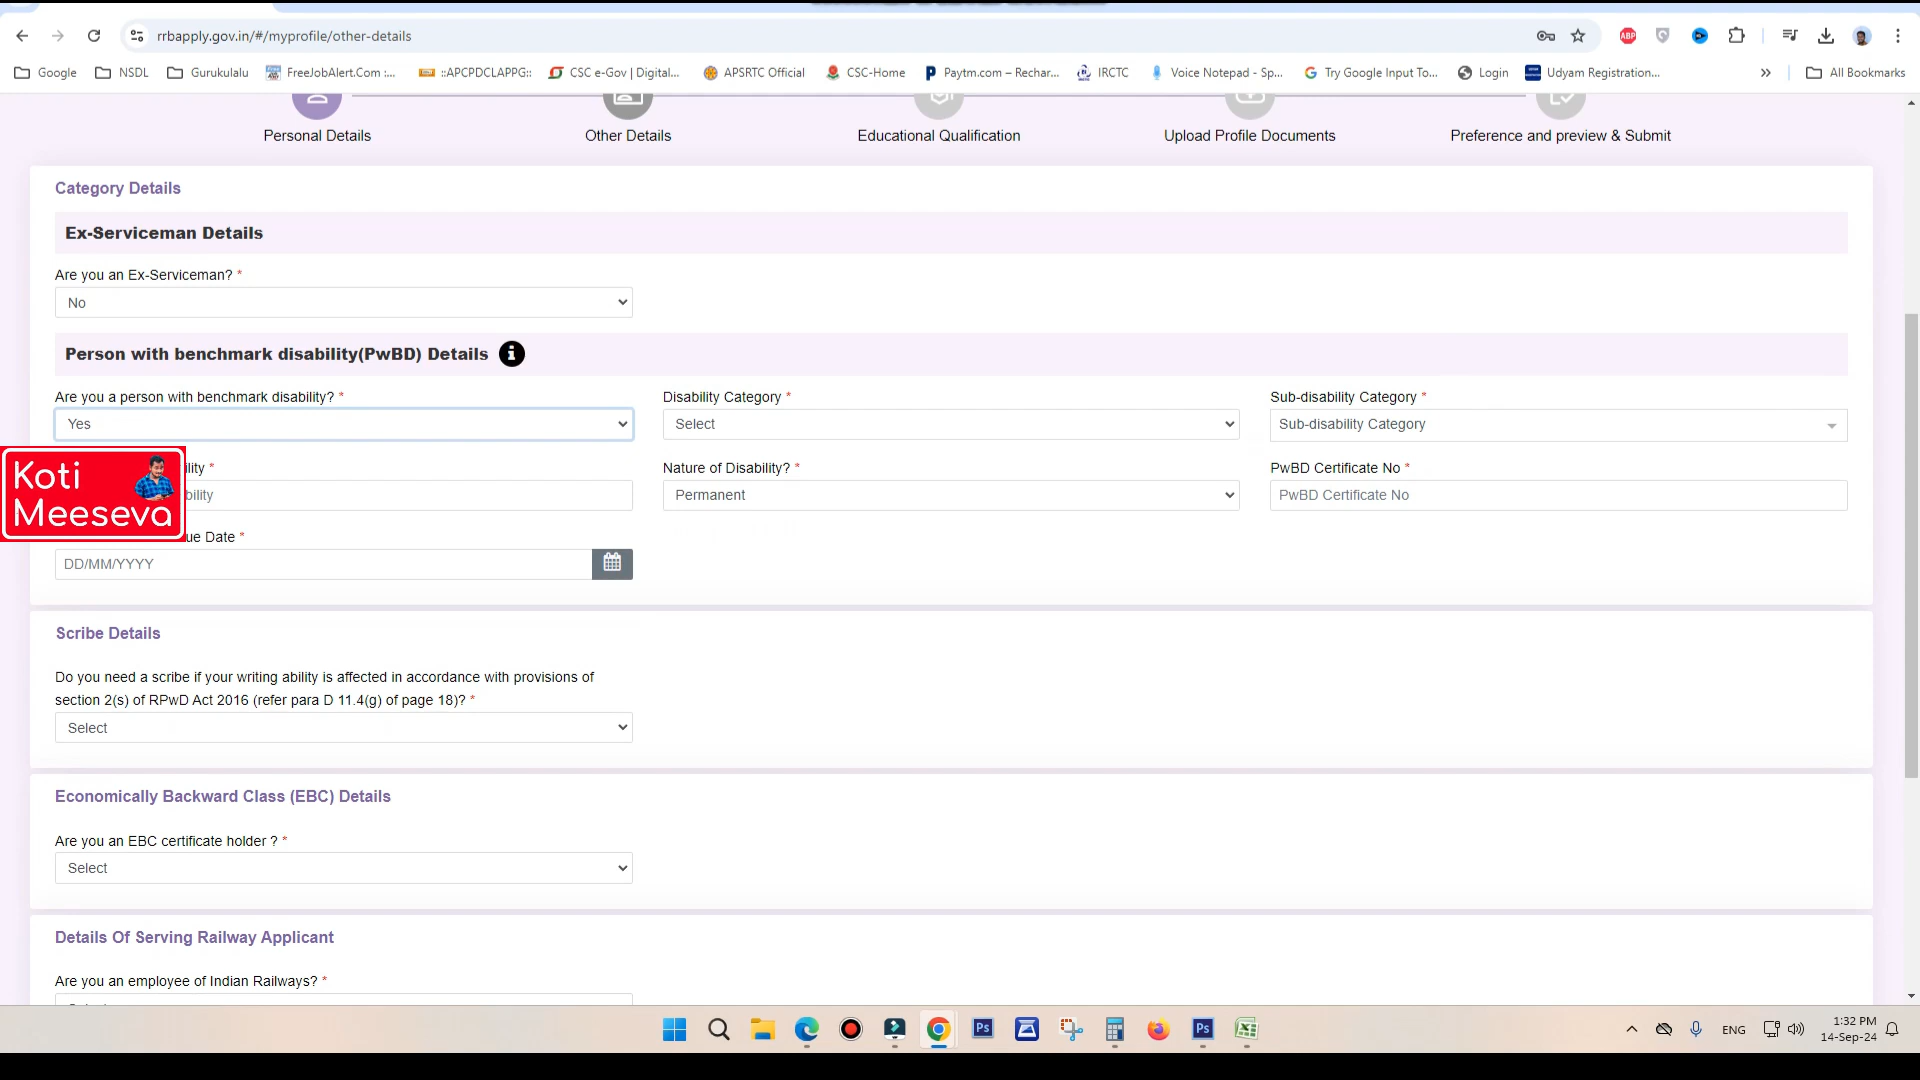 rrbapply.gov.in/#/myprofile/other-details
ABP
Google
NSDL
Gurukulalu
FreeJobAlert.Com :...
::APCPDCLAPPG::
CSC e-Gov | Digital...
APSRTC Official
CSC-Home
Paytm.com – Rechar...
IRCTC
Voice Notepad - Sp...
Try Google Input To...
Login
Udyam Registration...
All Bookmarks
Personal Details
Other Details
Educational Qualification
Upload Profile Documents
Preference and preview & Submit
Category Details
Ex-Serviceman Details
Are you an Ex-Serviceman? *
No
Person with benchmark disability(PwBD) Details
Are you a person with benchmark disability? *
Disability Category *
Sub-disability Category *
Yes
Select
Sub-disability Category
Koti
Meeseva
ility *
Nature of Disability? *
PwBD Certificate No *
bility
Permanent
PwBD Certificate No
ue Date *
DD/MM/YYYY
Scribe Details
Do you need a scribe if your writing ability is affected in accordance with provisions of
section 2(s) of RPwD Act 2016 (refer para D 11.4(g) of page 18)? *
Select
Economically Backward Class (EBC) Details
Are you an EBC certificate holder ? *
Select
Details Of Serving Railway Applicant
Are you an employee of Indian Railways? *
Ps
Ps
ENG
1:32 PM
14-Sep-24